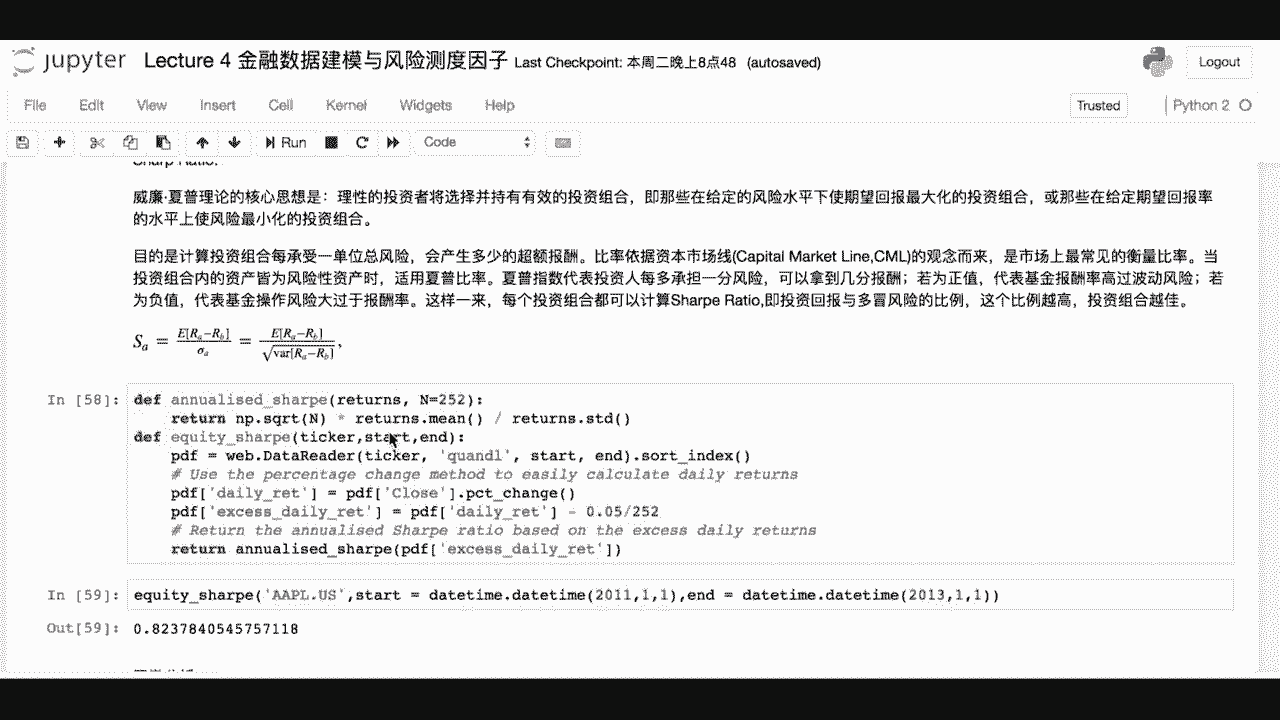 jupyter Lecture 4 金融数据建模与风险测度因子 Last Checkpoint: 本周二晚上8点48 (autosaved)
Logout
File Edit View Insert Cell Kernel Widgets Help
Trusted
Python 2
Run
Code
Sharp Ratio:
威廉·夏普理论的核心思想是：理性的投资者将选择并持有有效的投资组合，即那些在给定的风险水平下使期望回报最大化的投资组合，或那些在给定期望回报率
的水平上使风险最小化的投资组合。
目的是计算投资组合每承受一单位总风险，会产生多少的超额报酬。比率依据资本市场线(Capital Market Line,CML)的观念而来，是市场上最常见的衡量比率。当
投资组合内的资产皆为风险性资产时，适用夏普比率。夏普指数代表投资人每多承担一分风险，可以拿到几分报酬；若为正值，代表基金报酬率高过波动风险；若
为负值，代表基金操作风险大过于报酬率。这样一来，每个投资组合都可以计算Sharpe Ratio,即投资回报与多冒风险的比例，这个比例越高，投资组合越佳。
S_a = E[R_a−R_b] / σ_a = E[R_a−R_b] / √var[R_a−R_b],
In [58]: def annualised_sharpe(returns, N=252):
return np.sqrt(N) * returns.mean() / returns.std()
def equity_sharpe(ticker,start,end):
pdf = web.DataReader(ticker, 'quandl', start, end).sort_index()
# Use the percentage change method to easily calculate daily returns
pdf['daily_ret'] = pdf['Close'].pct_change()
pdf['excess_daily_ret'] = pdf['daily_ret'] - 0.05/252
# Return the annualised Sharpe ratio based on the excess daily returns
return annualised_sharpe(pdf['excess_daily_ret'])
In [59]: equity_sharpe('AAPL.US',start = datetime.datetime(2011,1,1),end = datetime.datetime(2013,1,1))
Out[59]: 0.8237840545757118